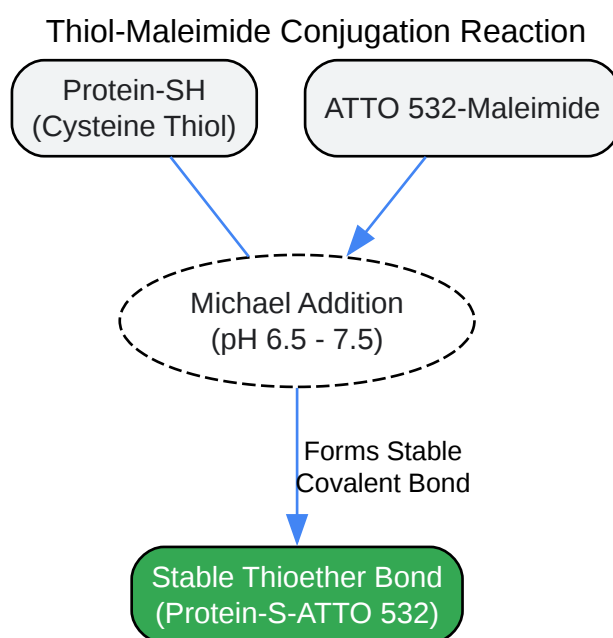 Thiol-Maleimide Conjugation Reaction
Protein-SH
(Cysteine Thiol)
ATTO 532-Maleimide
Michael Addition
(pH 6.5 - 7.5)
Forms Stable
Covalent Bond
Stable Thioether Bond
(Protein-S-ATTO 532)